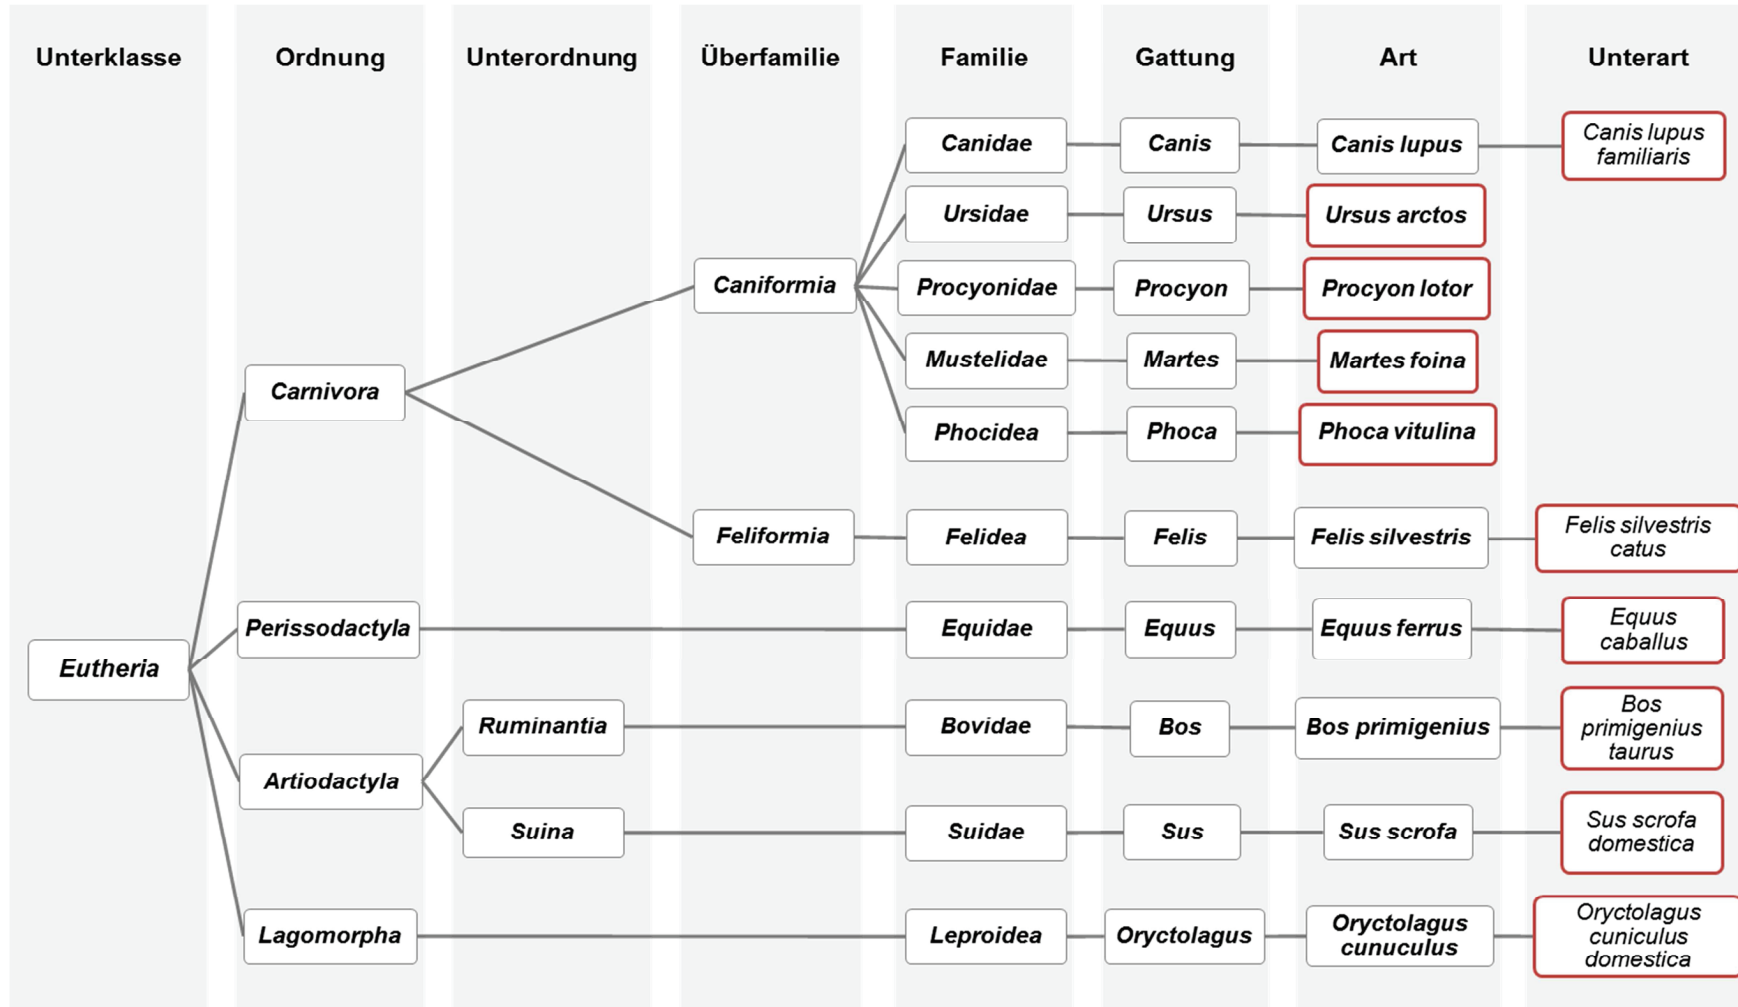 Unterklasse Ordnung Unterordnung Überfamilie Familie Gattung Art Unterart
Canidae Canis Canis lupus Canis lupus
familiaris
Ursidae Ursus Ursus arctos
Caniformia Procyonidae Procyon Procyon lotor
Mustelidae Martes Martes foina
Carnivora
Phocidea Phoca Phoca vitulina
Feliformia Felidea Felis Felis silvestris Felis silvestris
catus
Perissodactyla Equidae Equus Equus ferrus Equus
caballus
Eutheria
Ruminantia Bovidae Bos Bos primigenius Bos
primigenius
taurus
Artiodactyla
Suina Suidae Sus Sus scrofa Sus scrofa
domestica
Lagomorpha Leproidea Oryctolagus Oryctolagus
cunuculus
Oryctolagus
cuniculus
domestica